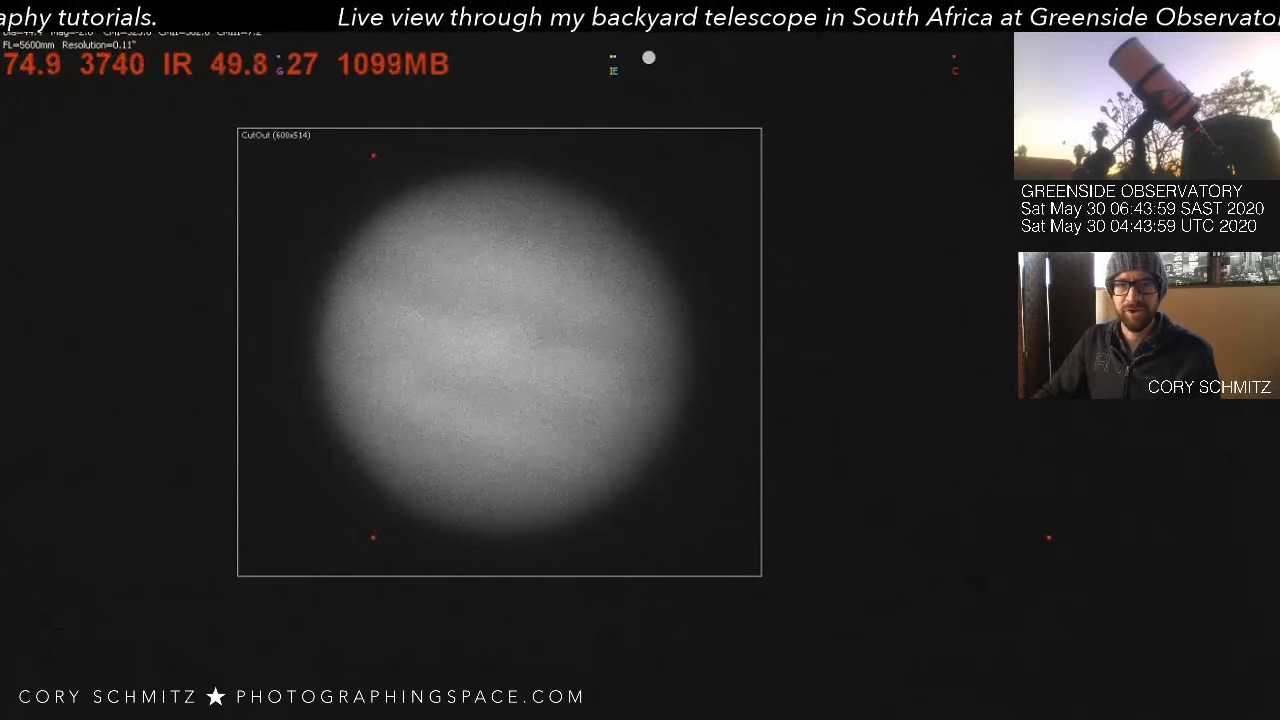 aphy tutorials. Live view through my backyard telescope in South Africa at Greenside Observato
FL=5600mm Resolution=0.11"
74.9 3740 IR 49.8 27 1099MB
G
IE
C
CutOut (600x514)
GREENSIDE OBSERVATORY
Sat May 30 06:43:59 SAST 2020
Sat May 30 04:43:59 UTC 2020
CORY SCHMITZ
CORY SCHMITZ ★ PHOTOGRAPHINGSPACE.COM